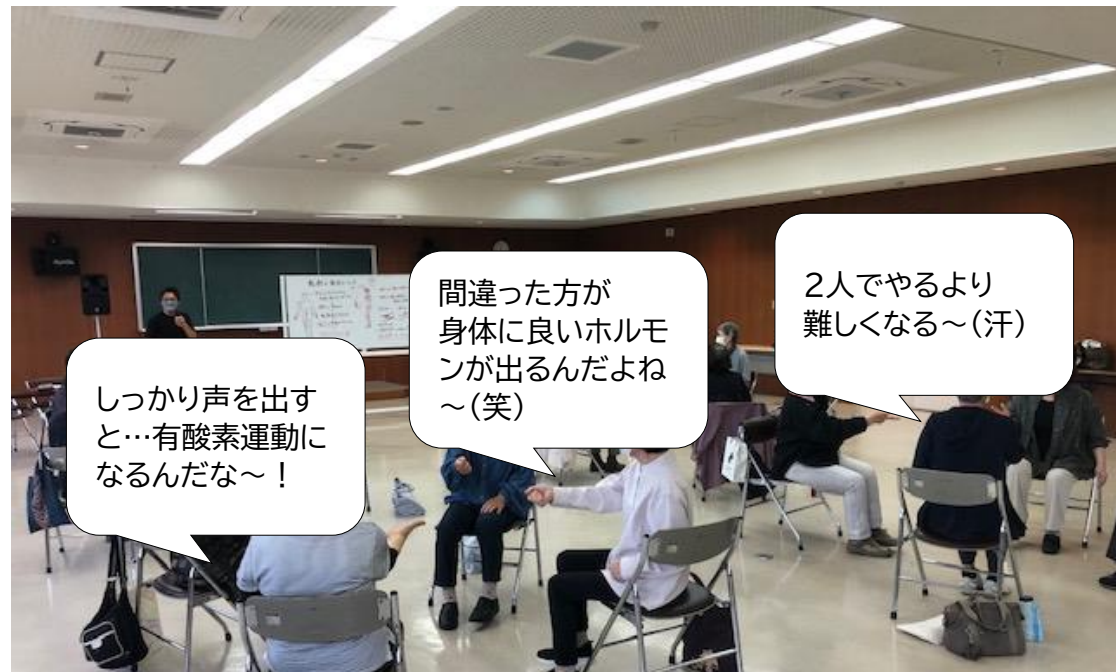 しっかり声を出す
と…有酸素運動に
なるんだな～！
間違った方が
身体に良いホルモ
ンが出るんだよね
～(笑)
２人でやるより
難しくなる～(汗)